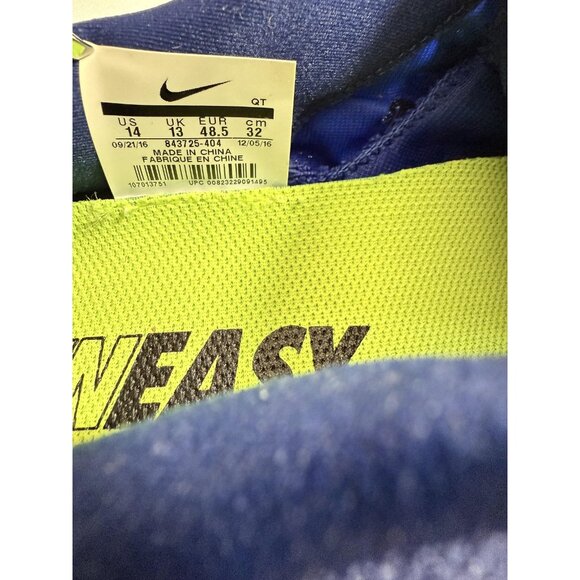 QT
US UK EUR cm
14 13 48.5 32
09/21/16 843725-404 12/05/16
MADE IN CHINA
FABRIQUE EN CHINE
107013751 UPC 00823229091495
EASY